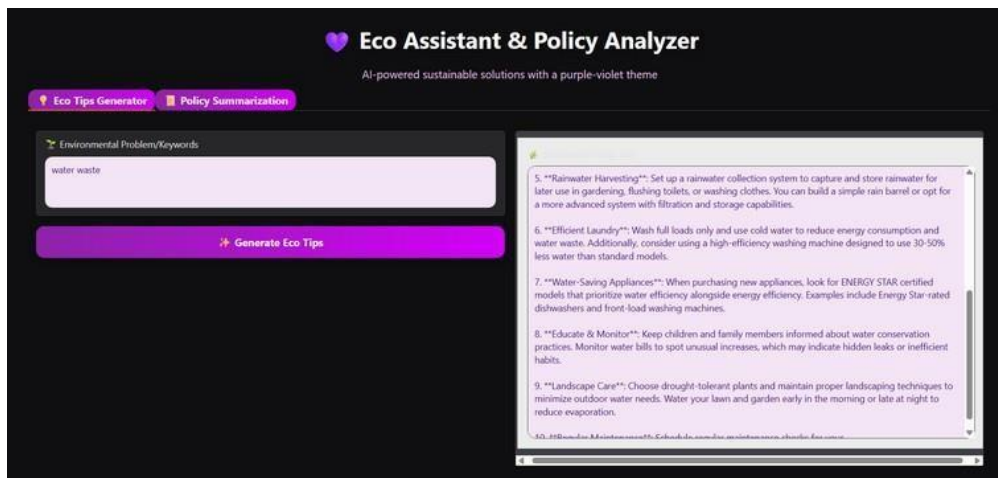 💜 Eco Assistant & Policy Analyzer
AI-powered sustainable solutions with a purple-violet theme
Eco Tips Generator
Policy Summarization
Environmental Problem/Keywords
water waste
Generate Eco Tips
5. **Rainwater Harvesting**: Set up a rainwater collection system to capture and store rainwater for
later use in gardening, flushing toilets, or washing clothes. You can build a simple rain barrel or opt for
a more advanced system with filtration and storage capabilities.
6. **Efficient Laundry**: Wash full loads only and use cold water to reduce energy consumption and
water waste. Additionally, consider using a high-efficiency washing machine designed to use 30-50%
less water than standard models.
7. **Water-Saving Appliances**: When purchasing new appliances, look for ENERGY STAR certified
models that prioritize water efficiency alongside energy efficiency. Examples include Energy Star-rated
dishwashers and front-load washing machines.
8. **Educate & Monitor**: Keep children and family members informed about water conservation
practices. Monitor water bills to spot unusual increases, which may indicate hidden leaks or inefficient
habits.
9. **Landscape Care**: Choose drought-tolerant plants and maintain proper landscaping techniques to
minimize outdoor water needs. Water your lawn and garden early in the morning or late at night to
reduce evaporation.
10. **Regular Maintenance**: Schedule regular maintenance checks for your